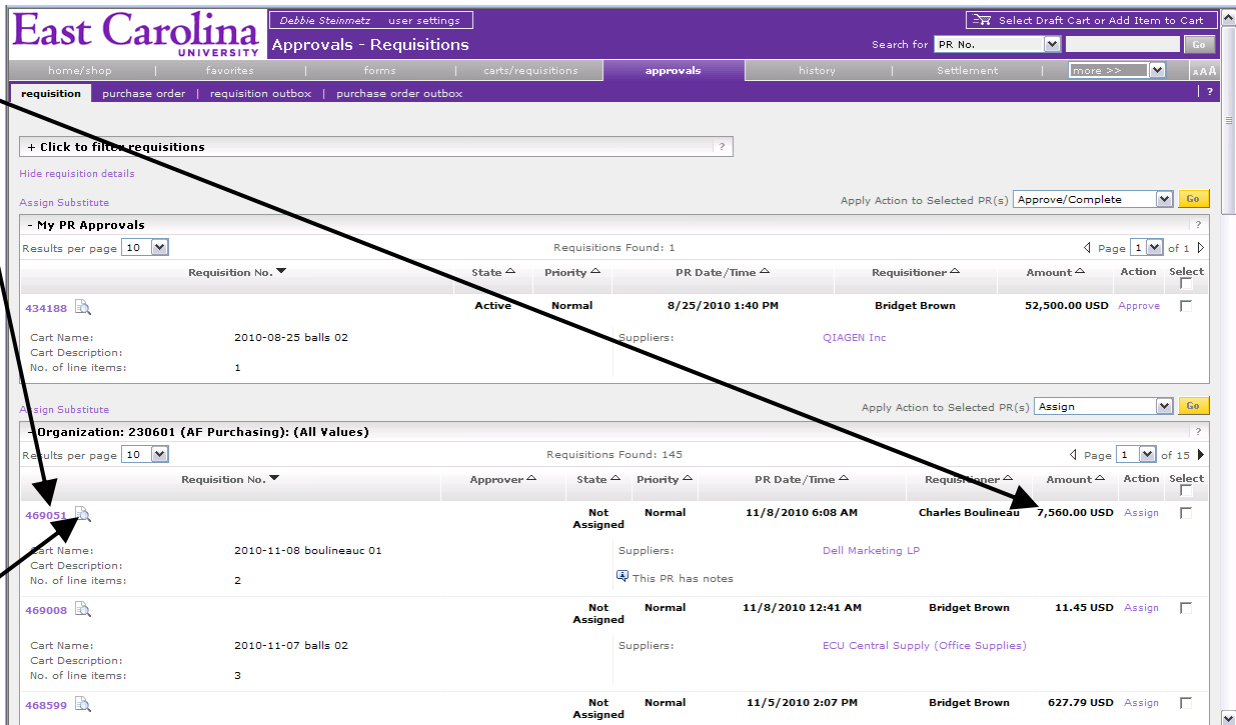 East Carolina
UNIVERSITY
Debbie Steinmetz user settings
Select Draft Cart or Add Item to Cart
Approvals - Requisitions
Search for PR No. Go
home/shop | favorites | forms | carts/requisitions approvals history | Settlement | more >> AAA
requisition purchase order | requisition outbox | purchase order outbox | ?
+ Click to filter requisitions ?
Hide requisition details
Assign Substitute Apply Action to Selected PR(s) Approve/Complete Go
- My PR Approvals ?
Results per page 10 Requisitions Found: 1 Page 1 of 1
Requisition No. State Priority PR Date/Time Requisitioner Amount Action Select
434188 Active Normal 8/25/2010 1:40 PM Bridget Brown 52,500.00 USD Approve
Cart Name: 2010-08-25 balls 02 Suppliers: QIAGEN Inc
Cart Description:
No. of line items: 1
Assign Substitute Apply Action to Selected PR(s) Assign Go
- Organization: 230601 (AF Purchasing): (All Values) ?
Results per page 10 Requisitions Found: 145 Page 1 of 15
Requisition No. Approver State Priority PR Date/Time Requisitioner Amount Action Select
469051 Not Assigned Normal 11/8/2010 6:08 AM Charles Boulineau 7,560.00 USD Assign
Cart Name: 2010-11-08 boulineauc 01 Suppliers: Dell Marketing LP
Cart Description:
No. of line items: 2 This PR has notes
469008 Not Assigned Normal 11/8/2010 12:41 AM Bridget Brown 11.45 USD Assign
Cart Name: 2010-11-07 balls 02 Suppliers: ECU Central Supply (Office Supplies)
Cart Description:
No. of line items: 3
468599 Not Assigned Normal 11/5/2010 2:07 PM Bridget Brown 627.79 USD Assign